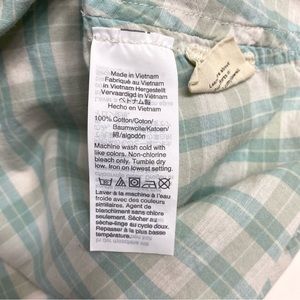 Made in Vietnam
Fabriqué au Vietnam
in Vietnam Hergestellt
Vervaardigd in Vietnam
ベトナム製
Hecho en Vietnam
100% Cotton/Coton/
Baumwolle/Katoen/
綿/algodón
Machine wash cold with
like colors. Non-chlorine
bleach only. Tumble dry
low. Iron on lowest setting.
Laver à la machine à l'eau
froide avec des couleurs
similaires. Agent de
blanchiment sans chlore
seulement. Sécher au
sèche-linge au cycle doux.
Repasser à la plus basse
température.